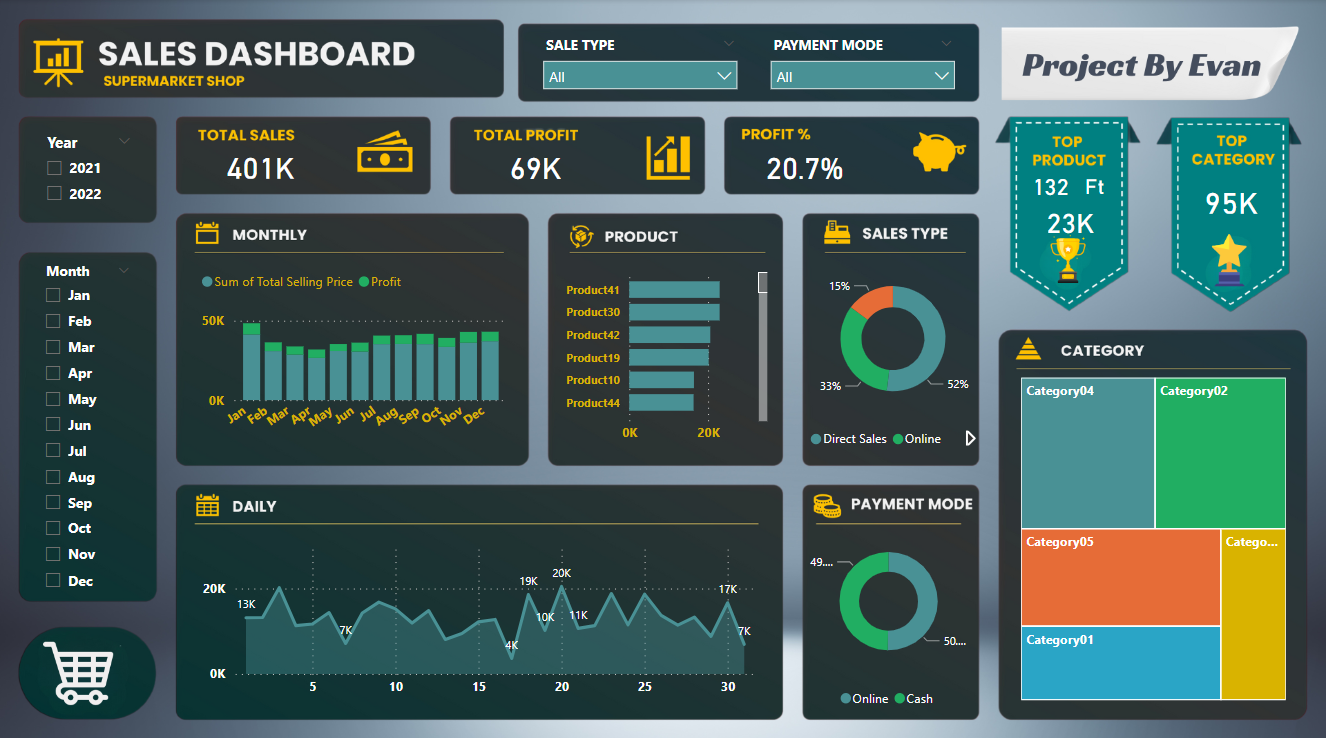 SALES DASHBOARD
SUPERMARKET SHOP
SALE TYPE
All
PAYMENT MODE
All
Project By Evan
Year
2021
2022
TOTAL SALES
401K
TOTAL PROFIT
69K
PROFIT %
20.7%
TOP
PRODUCT
132 Ft
23K
TOP
CATEGORY
95K
Month
Jan
Feb
Mar
Apr
May
Jun
Jul
Aug
Sep
Oct
Nov
Dec
MONTHLY
Sum of Total Selling Price Profit
50K
0K
Jan Feb Mar Apr May Jun Jul Aug Sep Oct Nov Dec
PRODUCT
Product41
Product30
Product42
Product19
Product10
Product44
0K 20K
SALES TYPE
15%
33%
52%
Direct Sales Online
CATEGORY
Category04
Category02
Category05
Catego...
Category01
DAILY
20K
0K
13K
7K
4K
19K
10K
20K
11K
17K
7K
5 10 15 20 25 30
PAYMENT MODE
49....
50....
Online Cash